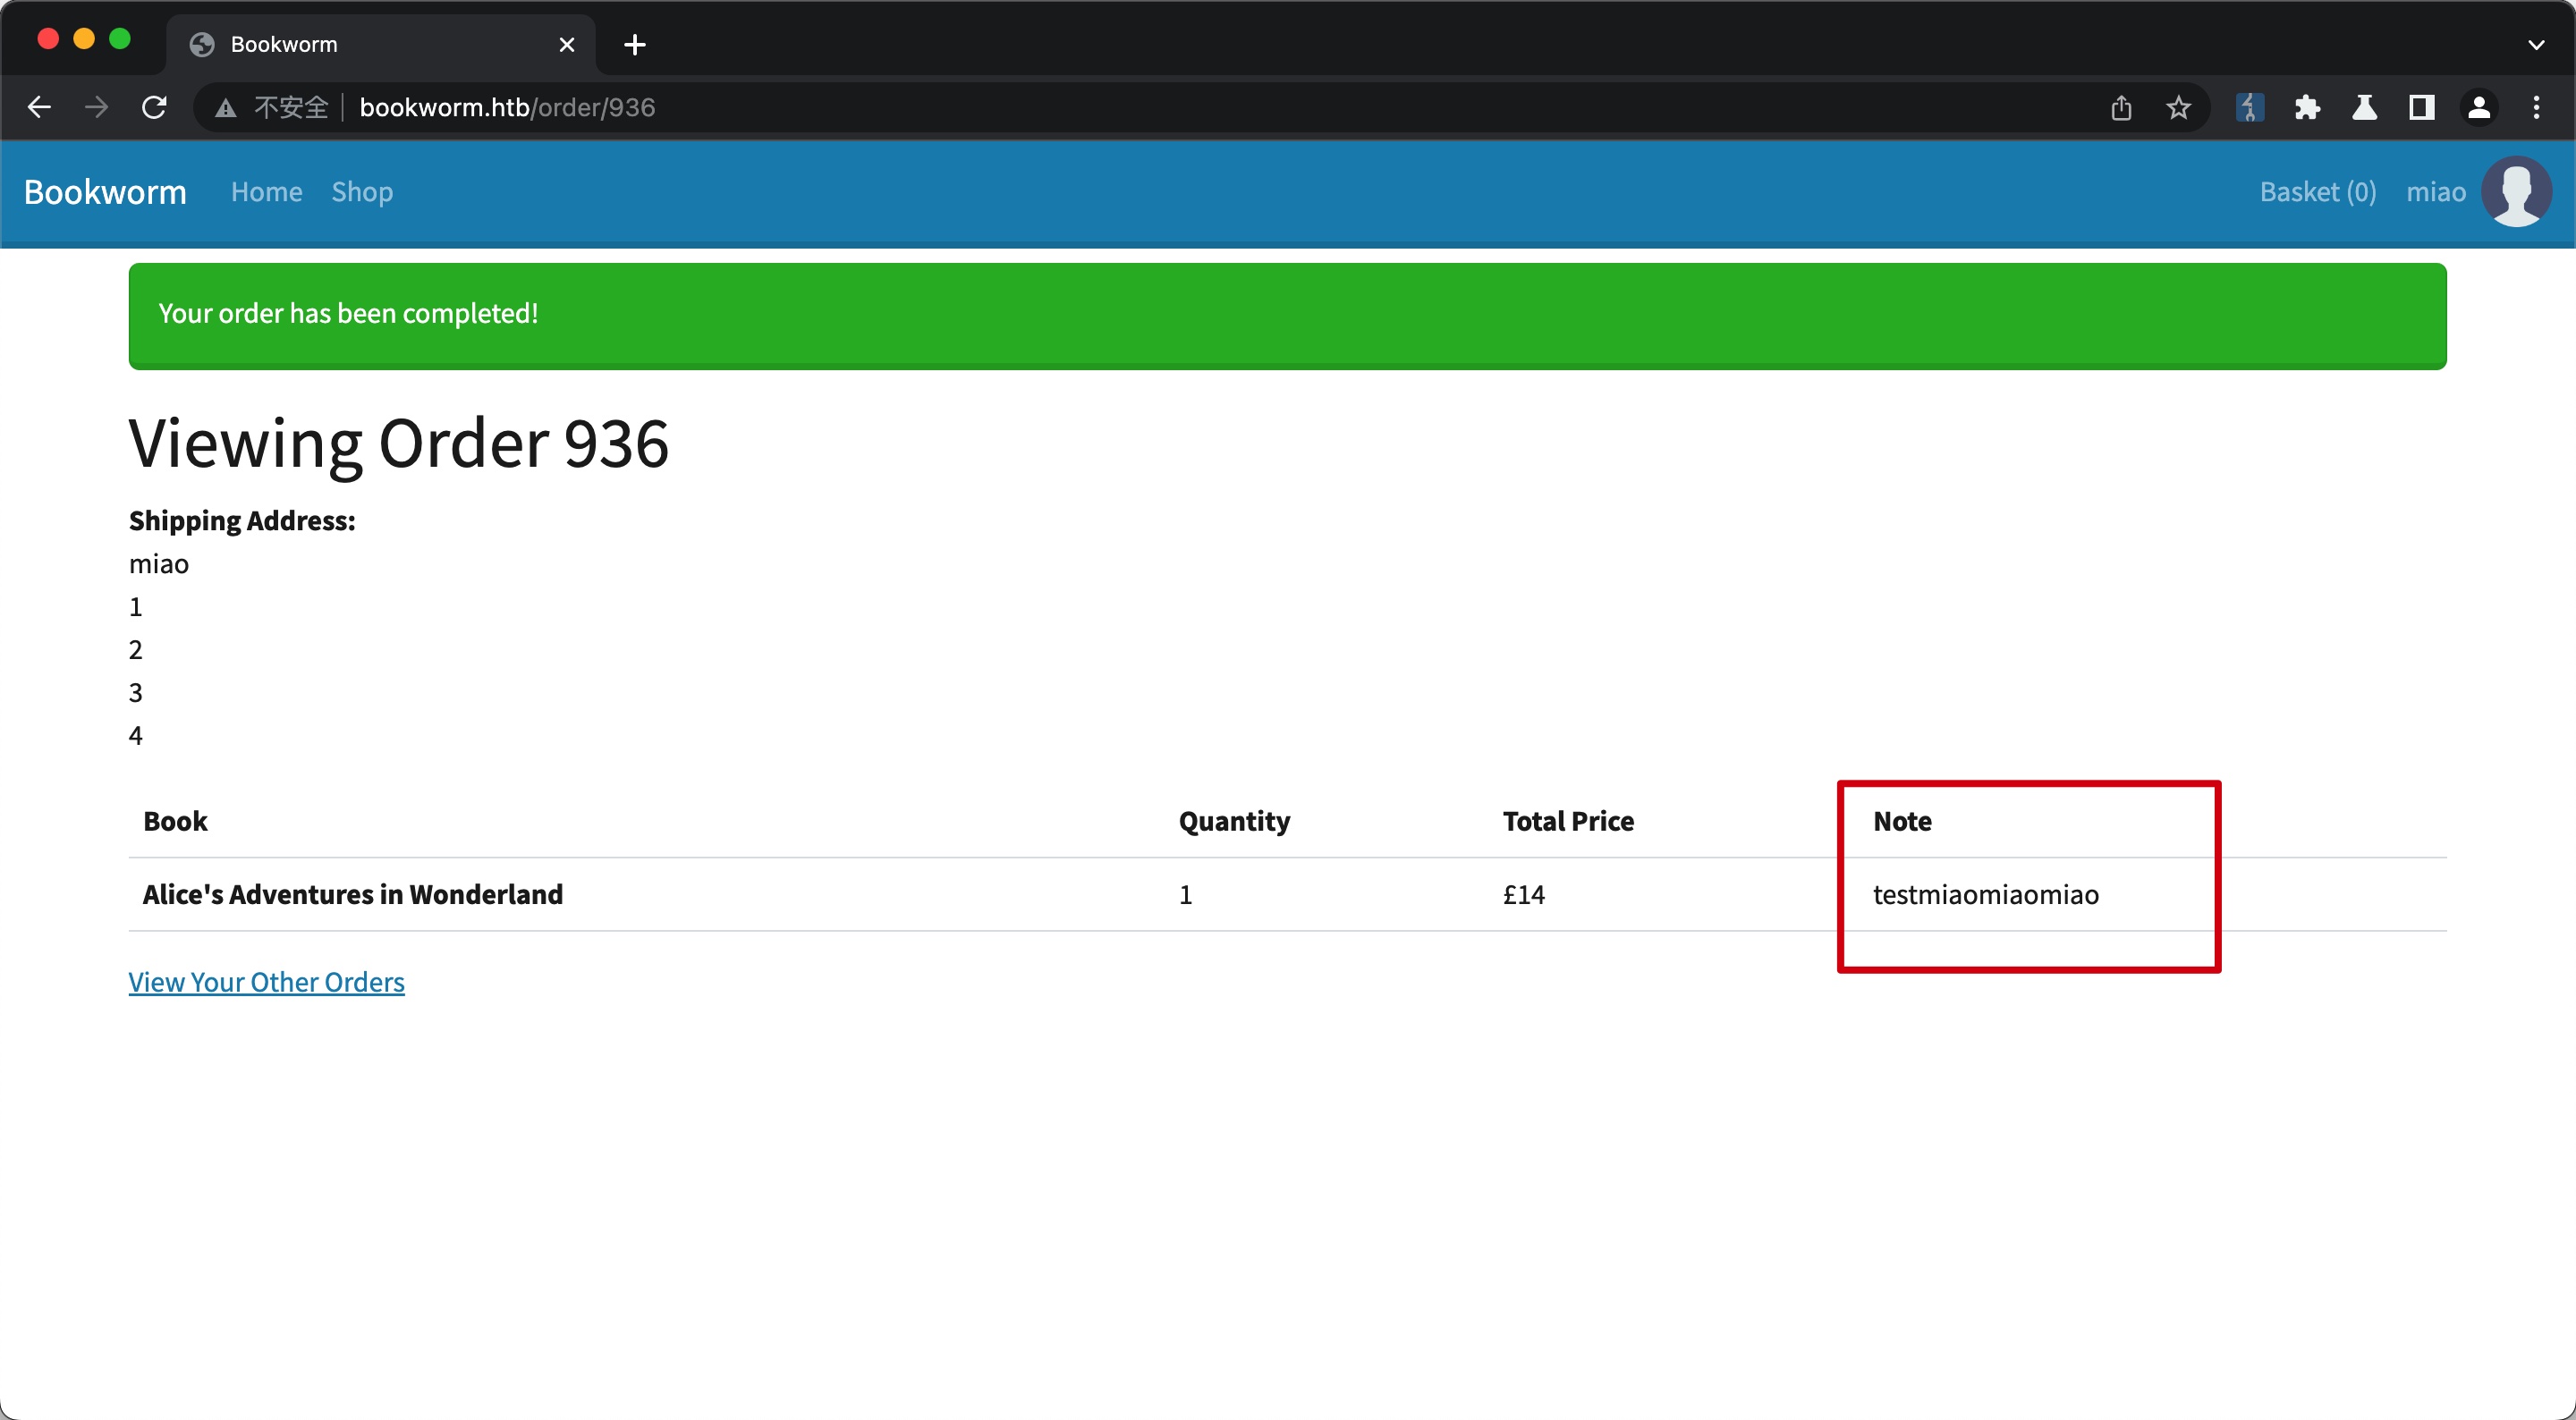 Bookworm
不安全 bookworm.htb/order/936
Bookworm Home Shop Basket (0) miao
Your order has been completed!
Viewing Order 936
Shipping Address:
miao
1
2
3
4
Book Quantity Total Price Note
Alice's Adventures in Wonderland 1 £14 testmiaomiaomiao
View Your Other Orders